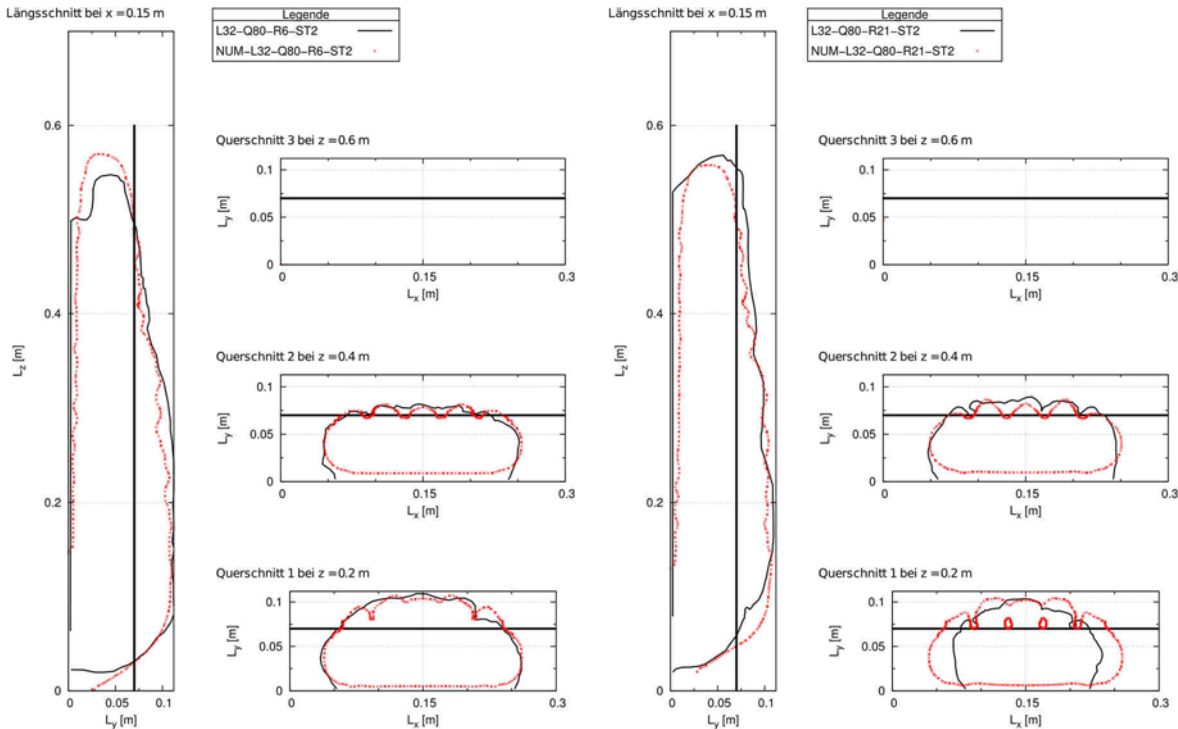 Längsschnitt bei x = 0.15 m
Legende
L32-Q80-R6-ST2
NUM-L32-Q80-R6-ST2
0.6
0.4
0.2
0
L_z [m]
0
0.05
0.1
L_y [m]
Querschnitt 3 bei z = 0.6 m
0.1
0.05
0
L_y [m]
0
0.15
0.3
L_x [m]
Querschnitt 2 bei z = 0.4 m
0.1
0.05
0
L_y [m]
0
0.15
0.3
L_x [m]
Querschnitt 1 bei z = 0.2 m
0.1
0.05
0
L_y [m]
0
0.15
0.3
L_x [m]
Längsschnitt bei x = 0.15 m
Legende
L32-Q80-R21-ST2
NUM-L32-Q80-R21-ST2
0.6
0.4
0.2
0
L_z [m]
0
0.05
0.1
L_y [m]
Querschnitt 3 bei z = 0.6 m
0.1
0.05
0
L_y [m]
0
0.15
0.3
L_x [m]
Querschnitt 2 bei z = 0.4 m
0.1
0.05
0
L_y [m]
0
0.15
0.3
L_x [m]
Querschnitt 1 bei z = 0.2 m
0.1
0.05
0
L_y [m]
0
0.15
0.3
L_x [m]